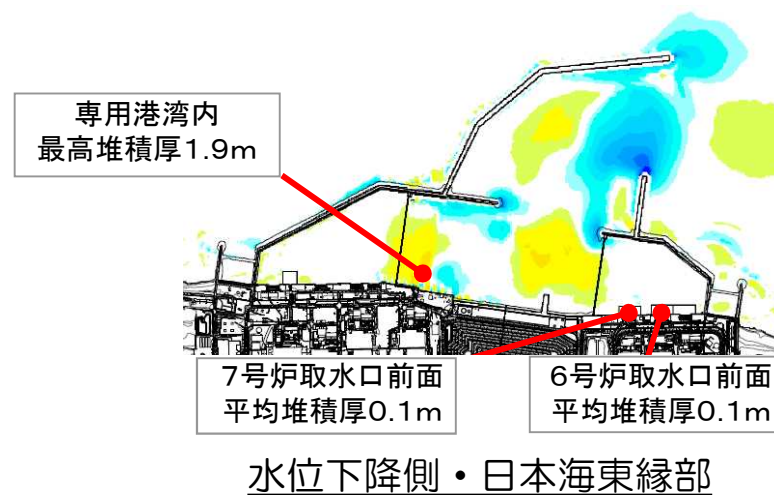 専用港湾内
最高堆積厚1.9m
7号炉取水口前面
平均堆積厚0.1m
6号炉取水口前面
平均堆積厚0.1m
水位下降側・日本海東縁部